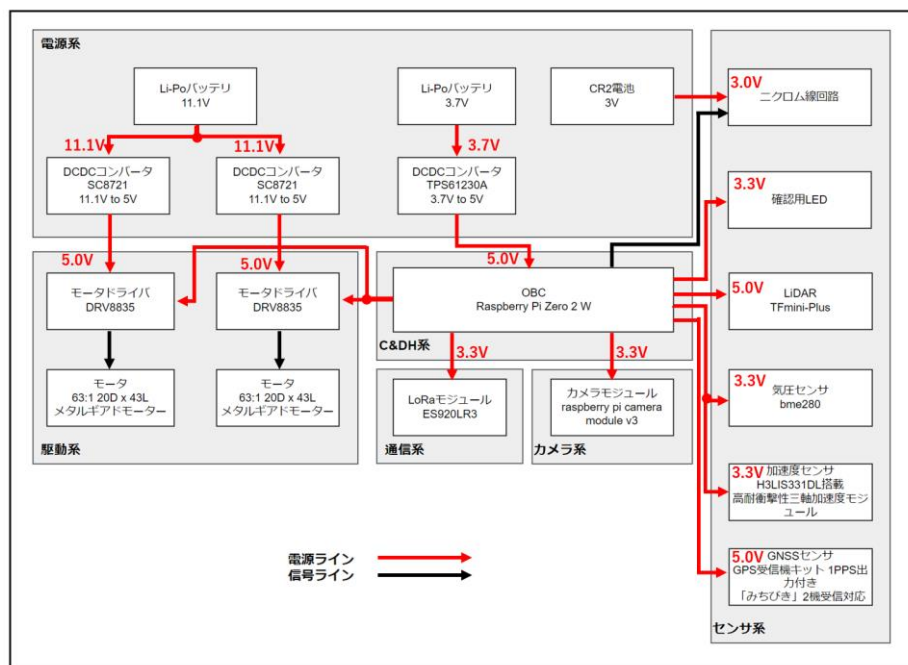 電源系
Li-Poバッテリ
11.1V
Li-Poバッテリ
3.7V
CR2電池
3V
11.1V
11.1V
3.7V
DCDCコンバータ
SC8721
11.1V to 5V
DCDCコンバータ
SC8721
11.1V to 5V
DCDCコンバータ
TPS61230A
3.7V to 5V
5.0V
5.0V
5.0V
モータドライバ
DRV8835
モータドライバ
DRV8835
モータ
63:1 20D x 43L
メタルギアドモーター
モータ
63:1 20D x 43L
メタルギアドモーター
駆動系
OBC
Raspberry Pi Zero 2 W
C&DH系
3.3V
3.3V
LoRaモジュール
ES920LR3
通信系
カメラモジュール
raspberry pi camera
module v3
カメラ系
3.0V
ニクロム線回路
3.3V
確認用LED
5.0V
LiDAR
TFmini-Plus
3.3V
気圧センサ
bme280
3.3V 加速度センサ
H3LIS331DL搭載
高耐衝撃性三軸加速度モジ
ュール
5.0V GNSSセンサ
GPS受信機キット 1PPS出
力付き
「みちびき」2機受信対応
センサ系
電源ライン
信号ライン